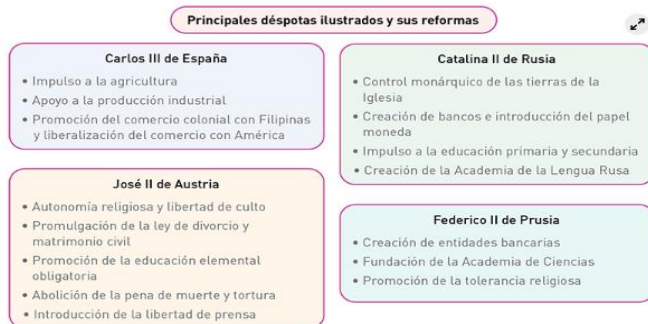 Principales déspotas ilustrados y sus reformas
Carlos III de España
• Impulso a la agricultura
• Apoyo a la producción industrial
• Promoción del comercio colonial con Filipinas
y liberalización del comercio con América
José II de Austria
• Autonomía religiosa y libertad de culto
• Promulgación de la ley de divorcio y
matrimonio civil
• Promoción de la educación elemental
obligatoria
• Abolición de la pena de muerte y tortura
• Introducción de la libertad de prensa
Catalina II de Rusia
• Control monárquico de las tierras de la
Iglesia
• Creación de bancos e introducción del papel
moneda
• Impulso a la educación primaria y secundaria
• Creación de la Academia de la Lengua Rusa
Federico II de Prusia
• Creación de entidades bancarias
• Fundación de la Academia de Ciencias
• Promoción de la tolerancia religiosa